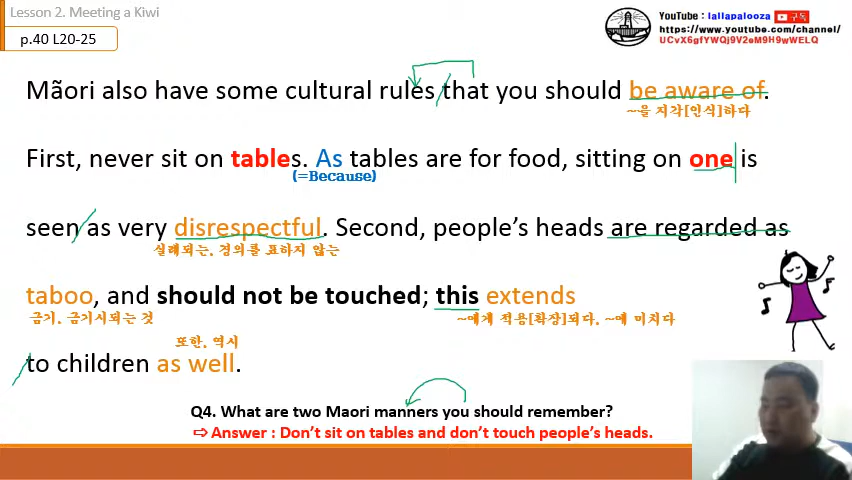 Lesson 2. Meeting a Kiwi
YouTube : lallapalooza 구독
p.40 L20-25
https://www.youtube.com/channel/
UCvX6gfYWQj9V2eM9H9wWELQ
Mãori also have some cultural rules that you should be aware of.
~을 지각[인식]하다
First, never sit on tables. As tables are for food, sitting on one is
(=Because)
seen as very disrespectful. Second, people's heads are regarded as
실례되는, 경의를 표하지 않는
taboo, and should not be touched; this extends
금기, 금기시되는 것
~에게 적용[확장]되다, ~에 미치다
또한, 역시
to children as well.
Q4. What are two Maori manners you should remember?
⇨ Answer : Don't sit on tables and don't touch people's heads.